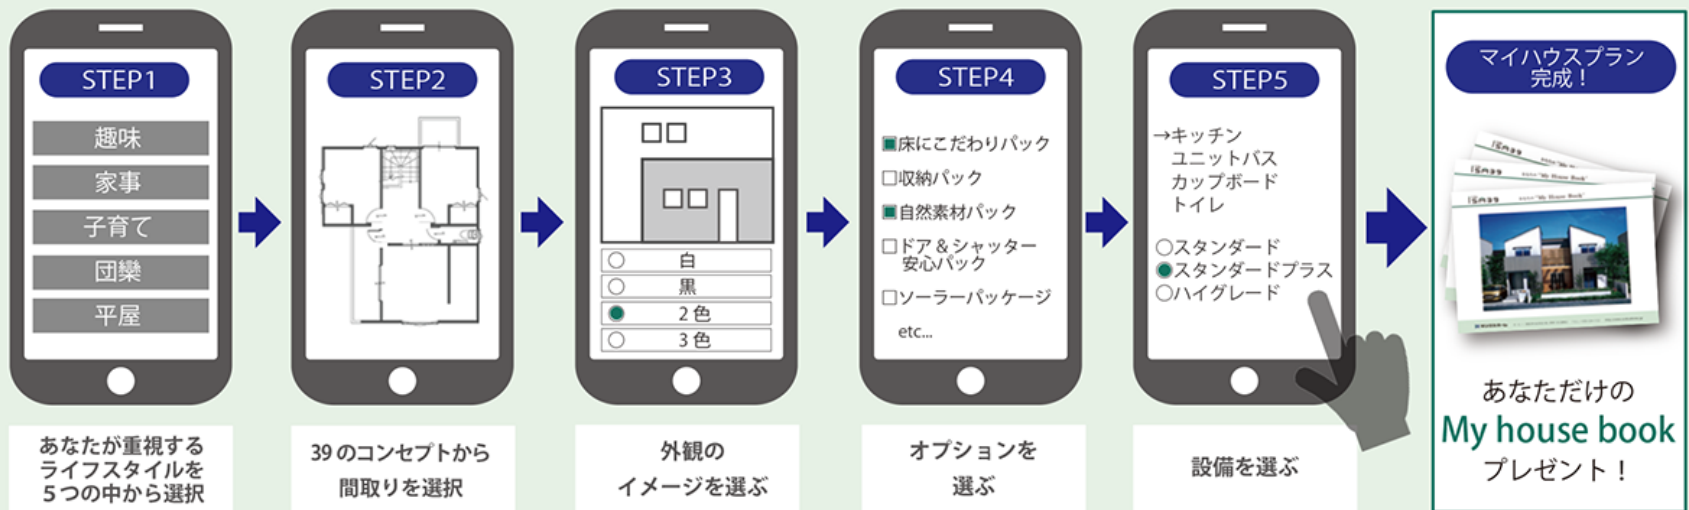 STEP1
趣味
家事
子育て
団欒
平屋
あなたが重視する
ライフスタイルを
5つの中から選択
STEP2
39のコンセプトから
間取りを選択
STEP3
白
黒
2色
3色
外観の
イメージを選ぶ
STEP4
床にこだわりパック
収納パック
自然素材パック
ドア&シャッター
安心パック
ソーラーパッケージ
etc...
オプションを
選ぶ
STEP5
→キッチン
ユニットバス
カップボード
トイレ
スタンダード
スタンダードプラス
ハイグレード
設備を選ぶ
マイハウスプラン
完成！
"My House Book"
あなただけの
My house book
プレゼント！